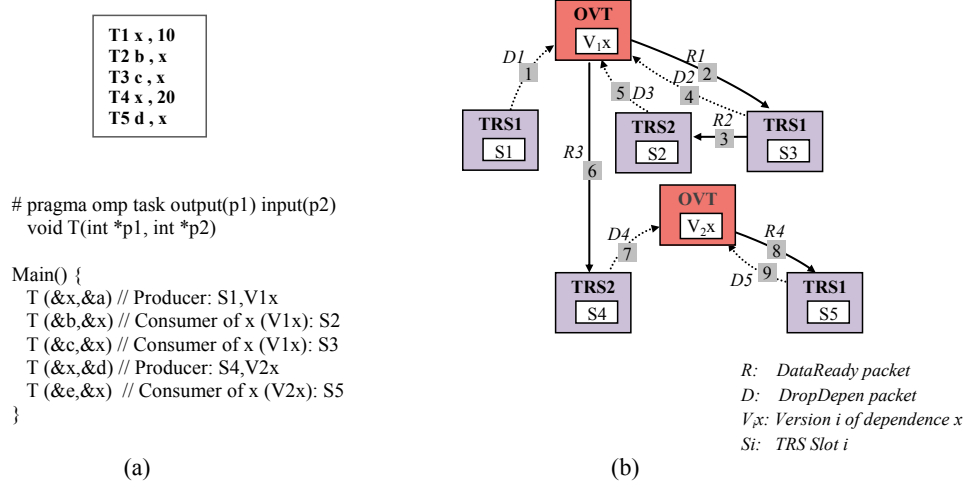 T1 x , 10
T2 b , x
T3 c , x
T4 x , 20
T5 d , x
# pragma omp task output(p1) input(p2)
void T(int *p1, int *p2)
Main() {
T (&x,&a) // Producer: S1,V1x
T (&b,&x) // Consumer of x (V1x): S2
T (&c,&x) // Consumer of x (V1x): S3
T (&x,&d) // Producer: S4,V2x
T (&e,&x) // Consumer of x (V2x): S5
}
(a)
OVT
V₁x
D1
1
R1
2
D2
4
5
D3
TRS1
S1
TRS2
S2
R2
3
TRS1
S3
R3
6
OVT
V₂x
D4
7
R4
8
9
D5
TRS2
S4
TRS1
S5
R: DataReady packet
D: DropDepen packet
Vᵢx: Version i of dependence x
Si: TRS Slot i
(b)